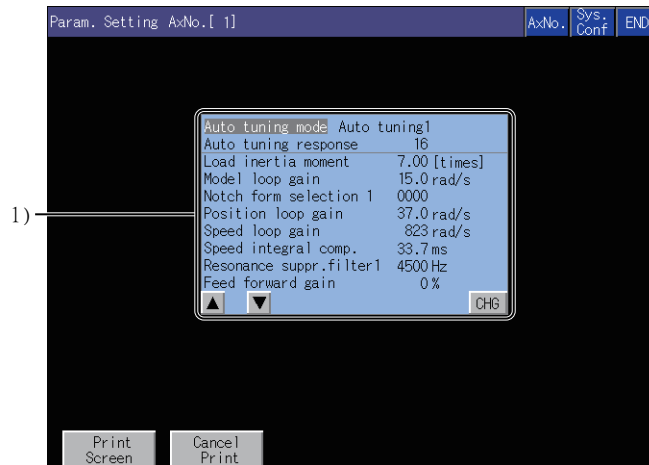 Param. Setting AxNo.[ 1]
AxNo.
Sys. Conf
END
Auto tuning mode Auto tuning1
Auto tuning response 16
Load inertia moment 7.00 [times]
Model loop gain 15.0 rad/s
Notch form selection 1 0000
Position loop gain 37.0 rad/s
Speed loop gain 823 rad/s
Speed integral comp. 33.7 ms
Resonance suppr.filter1 4500 Hz
Feed forward gain 0 %
▲ ▼ CHG
1)
Print Screen
Cancel Print